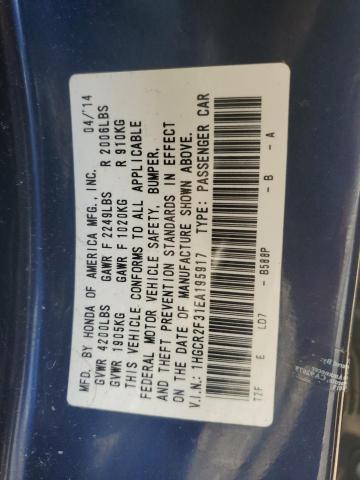 MFD. BY HONDA OF AMERICA MFG., INC. 04/14
GVWR 4200LBS GAWR F 2249LBS R 2006LBS
GVWR 1905KG GAWR F 1020KG R 910KG
THIS VEHICLE CONFORMS TO ALL APPLICABLE
FEDERAL MOTOR VEHICLE SAFETY, BUMPER,
AND THEFT PREVENTION STANDARDS IN EFFECT
ON THE DATE OF MANUFACTURE SHOWN ABOVE.
V.I.N.: 1HGCR2F31EA195917 TYPE: PASSENGER CAR
T2F E LD7 - B588P - B - A